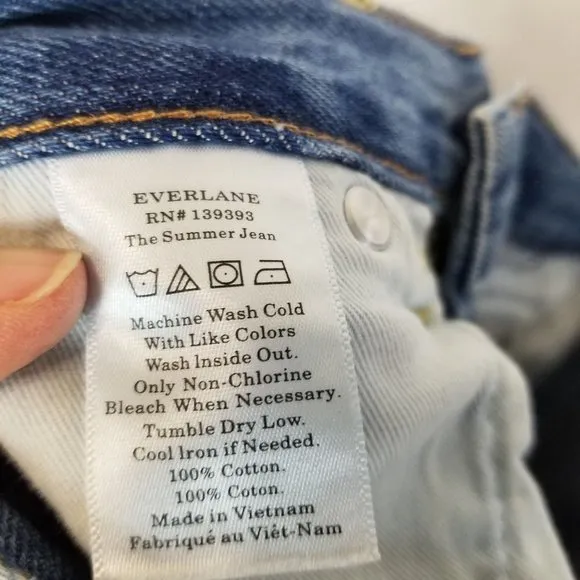 EVERLANE
RN# 139393
The Summer Jean
Machine Wash Cold
With Like Colors
Wash Inside Out.
Only Non-Chlorine
Bleach When Necessary.
Tumble Dry Low.
Cool Iron if Needed.
100% Cotton.
100% Coton.
Made in Vietnam
Fabriqué au Viêt-Nam